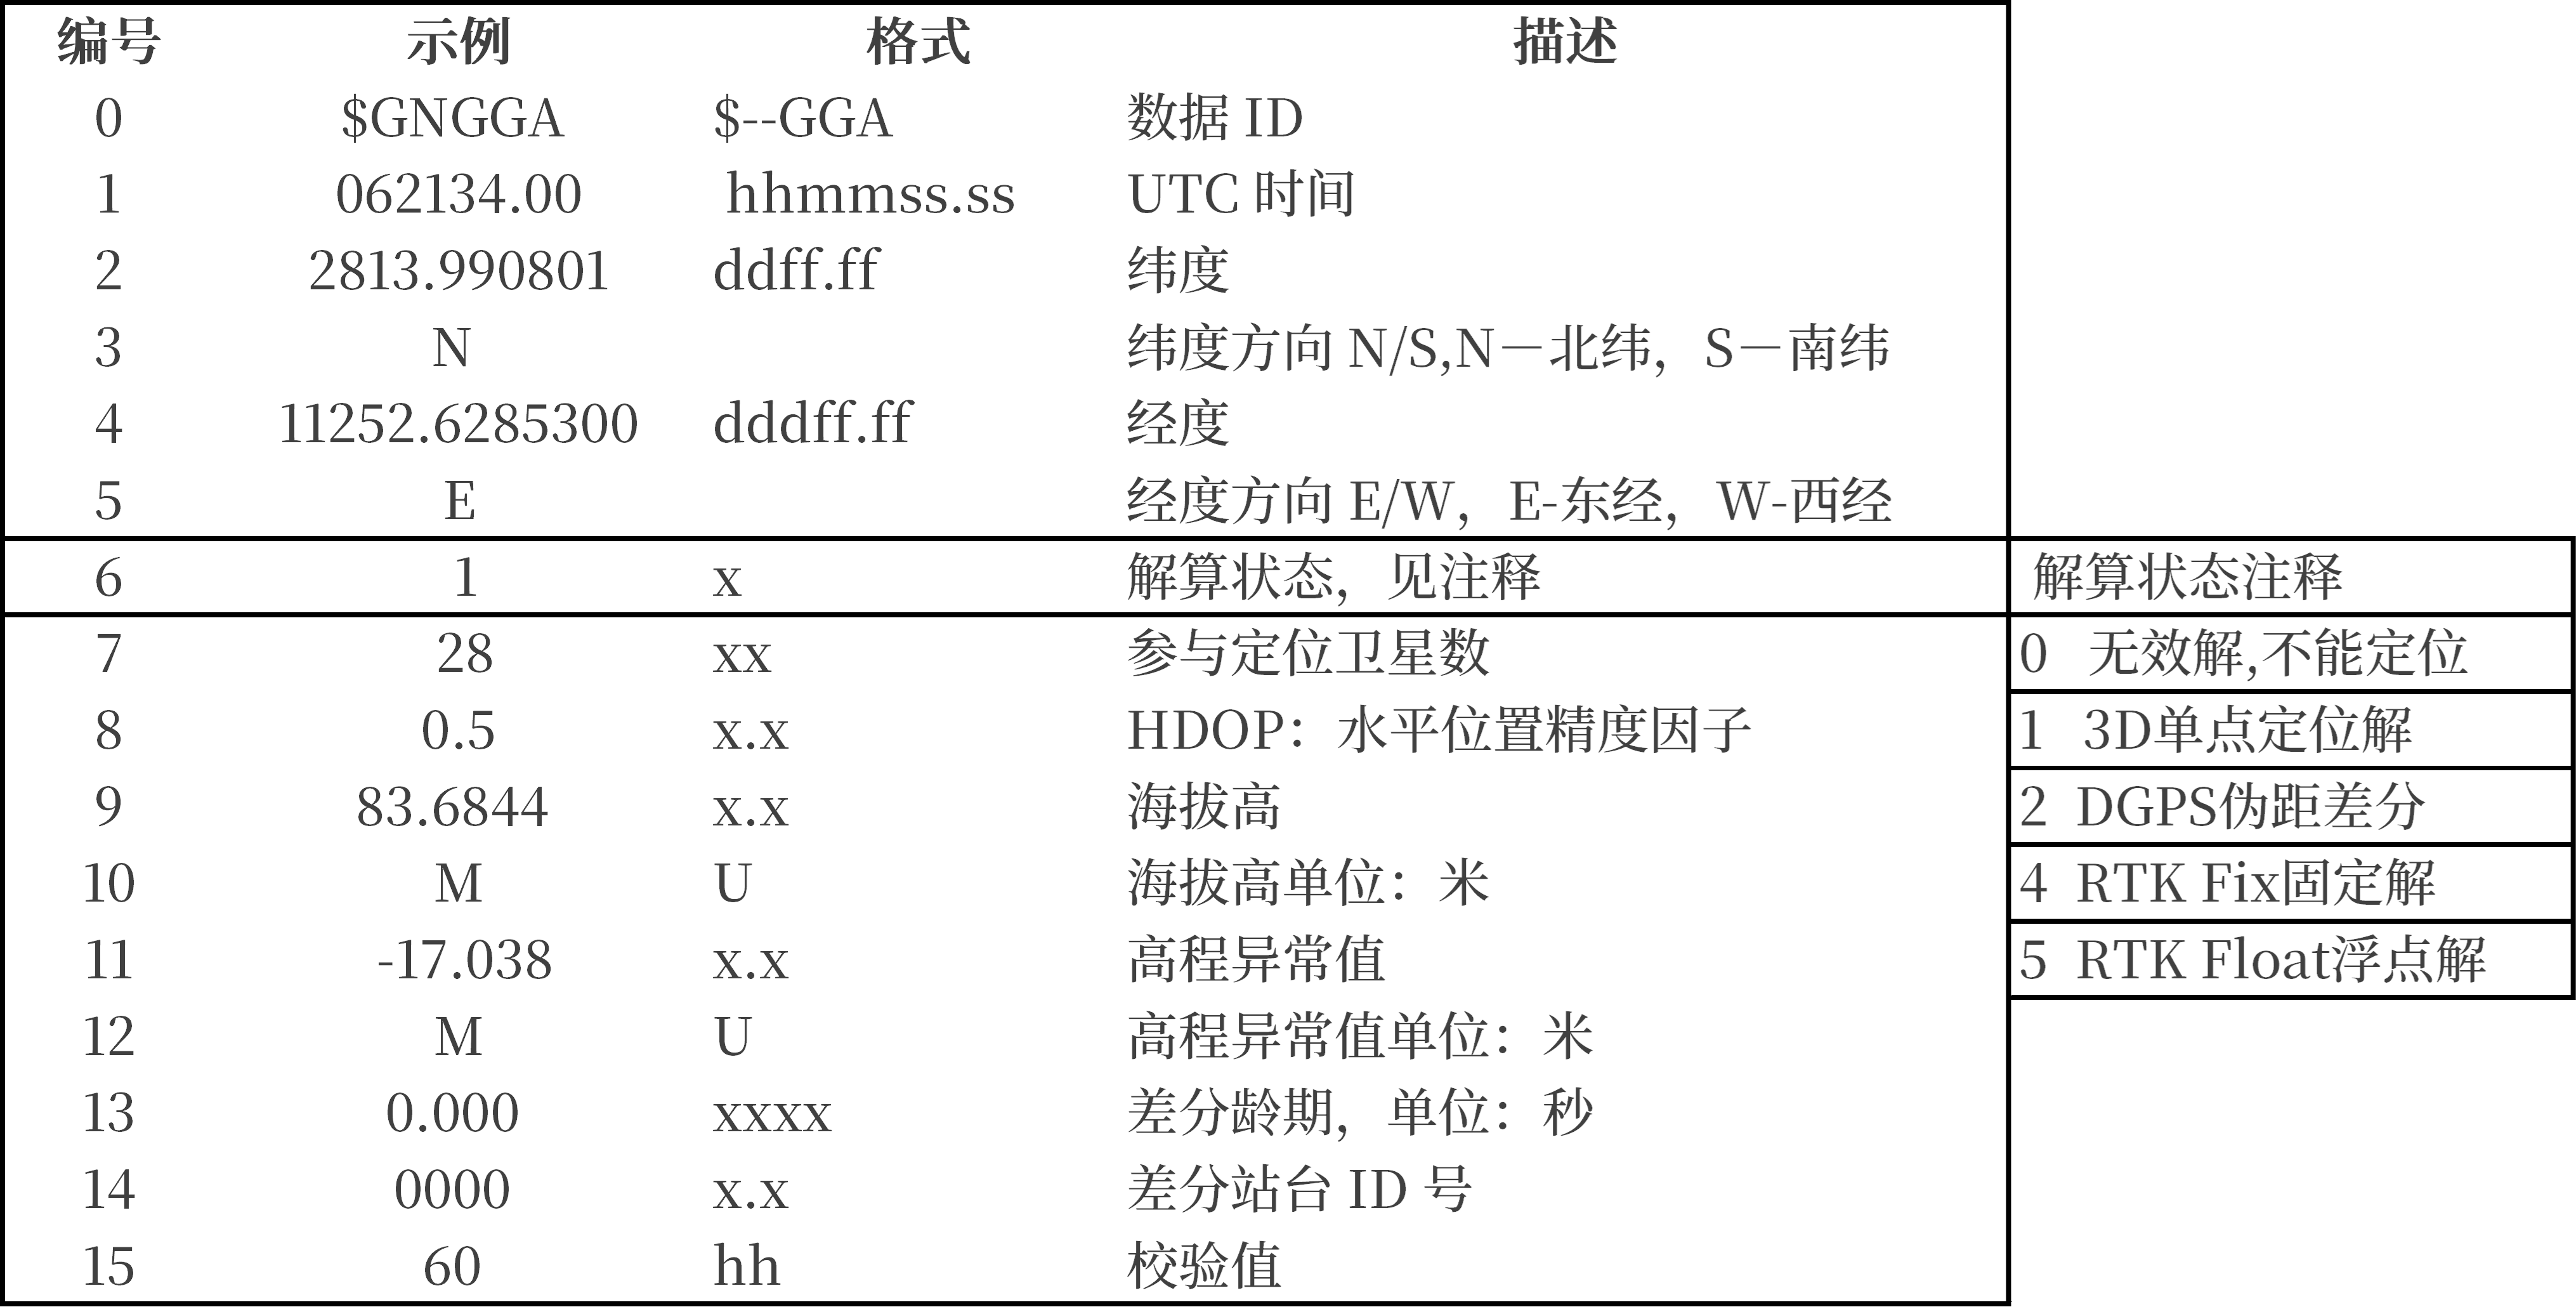 编号 示例 格式 描述
0 $GNGGA $--GGA 数据 ID
1 062134.00 hhmmss.ss UTC 时间
2 2813.990801 ddff.ff 纬度
3 N 纬度方向 N/S,N－北纬，S－南纬
4 11252.6285300 dddff.ff 经度
5 E 经度方向 E/W，E-东经，W-西经
6 1 x 解算状态，见注释 解算状态注释
7 28 xx 参与定位卫星数 0 无效解,不能定位
8 0.5 x.x HDOP：水平位置精度因子 1 3D单点定位解
9 83.6844 x.x 海拔高 2 DGPS伪距差分
10 M U 海拔高单位：米 4 RTK Fix固定解
11 -17.038 x.x 高程异常值 5 RTK Float浮点解
12 M U 高程异常值单位：米
13 0.000 xxxx 差分龄期，单位：秒
14 0000 x.x 差分站台 ID 号
15 60 hh 校验值